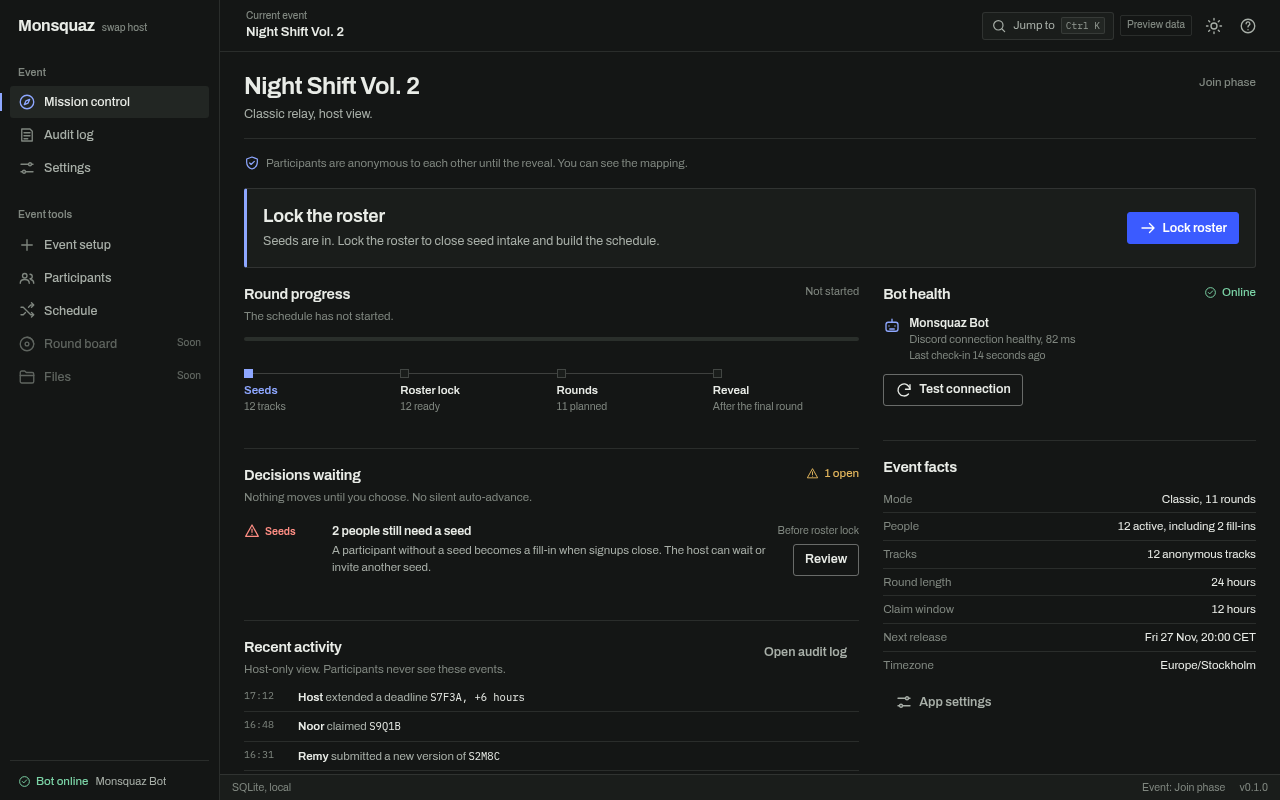 Monsquaz swap host
Event
Mission control
Audit log
Settings
Event tools
Event setup
Participants
Schedule
Round board Soon
Files Soon
Bot online Monsquaz Bot
Current event
Night Shift Vol. 2
Jump to Ctrl K
Preview data
Night Shift Vol. 2
Join phase
Classic relay, host view.
Participants are anonymous to each other until the reveal. You can see the mapping.
Lock the roster
Seeds are in. Lock the roster to close seed intake and build the schedule.
Lock roster
Round progress
Not started
The schedule has not started.
Seeds
12 tracks
Roster lock
12 ready
Rounds
11 planned
Reveal
After the final round
Decisions waiting
1 open
Nothing moves until you choose. No silent auto-advance.
Seeds
2 people still need a seed
A participant without a seed becomes a fill-in when signups close. The host can wait or
invite another seed.
Before roster lock
Review
Recent activity
Open audit log
Host-only view. Participants never see these events.
17:12 Host extended a deadline S7F3A, +6 hours
16:48 Noor claimed S9Q1B
16:31 Remy submitted a new version of S2M8C
Bot health
Online
Monsquaz Bot
Discord connection healthy, 82 ms
Last check-in 14 seconds ago
Test connection
Event facts
Mode Classic, 11 rounds
People 12 active, including 2 fill-ins
Tracks 12 anonymous tracks
Round length 24 hours
Claim window 12 hours
Next release Fri 27 Nov, 20:00 CET
Timezone Europe/Stockholm
App settings
SQLite, local
Event: Join phase v0.1.0